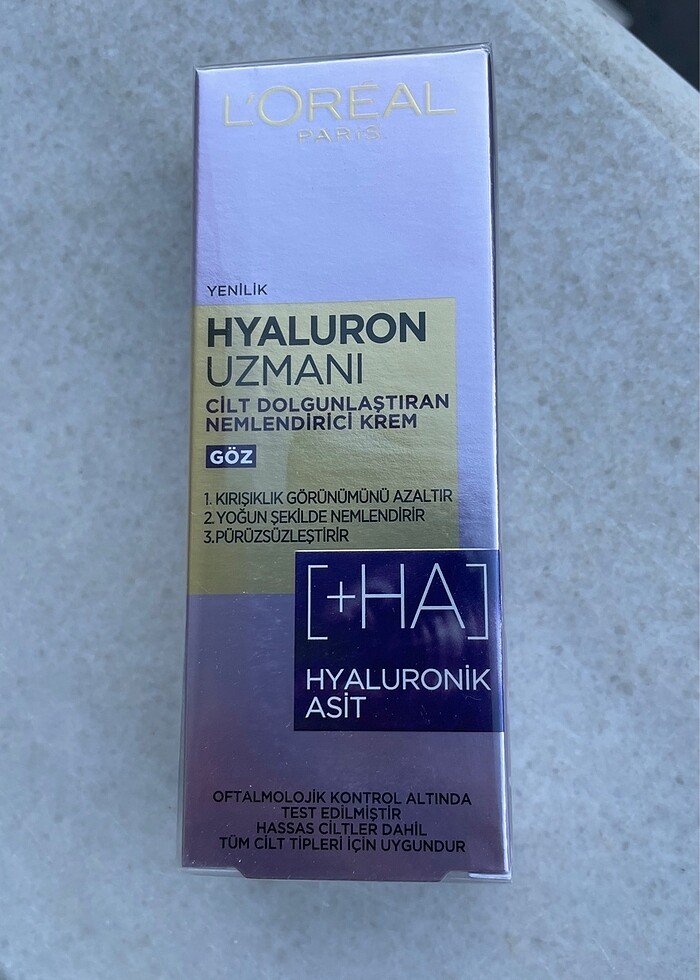 L'ORÉAL
PARIS
YENİLİK
HYALURON
UZMANI
CİLT DOLGUNLAŞTIRAN
NEMLENDİRİCİ KREM
GÖZ
1. KIRIŞIKLIK GÖRÜNÜMÜNÜ AZALTIR
2. YOĞUN ŞEKİLDE NEMLENDİRİR
3.PÜRÜZSÜZLEŞTİRİR
[+HA]
HYALURONİK
ASİT
OFTALMOLOJİK KONTROL ALTINDA
TEST EDİLMİŞTİR
HASSAS CİLTLER DAHİL
TÜM CİLT TİPLERİ İÇİN UYGUNDUR